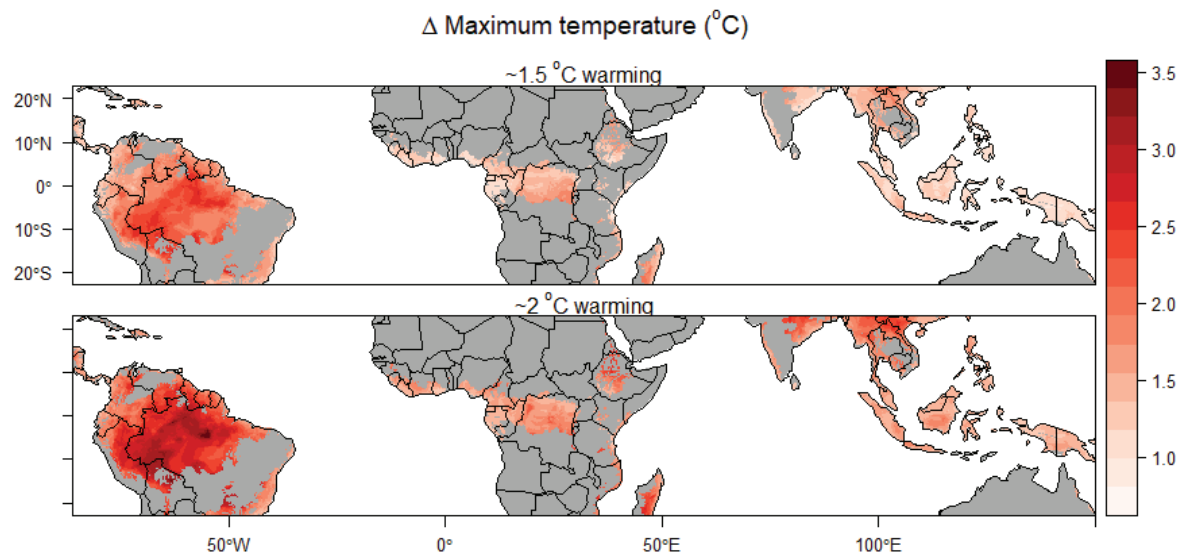 Δ Maximum temperature (°C)
~1.5 °C warming
20°N
10°N
0°
10°S
20°S
~2 °C warming
50°W
0°
50°E
100°E
3.5
3.0
2.5
2.0
1.5
1.0